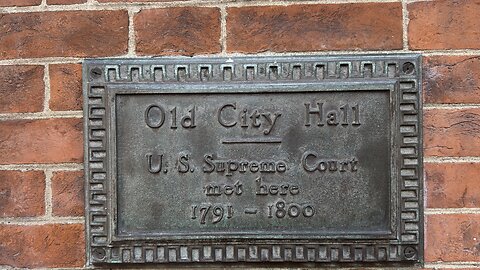 Old City Hall
U. S. Supreme Court
met here
1791 – 1800